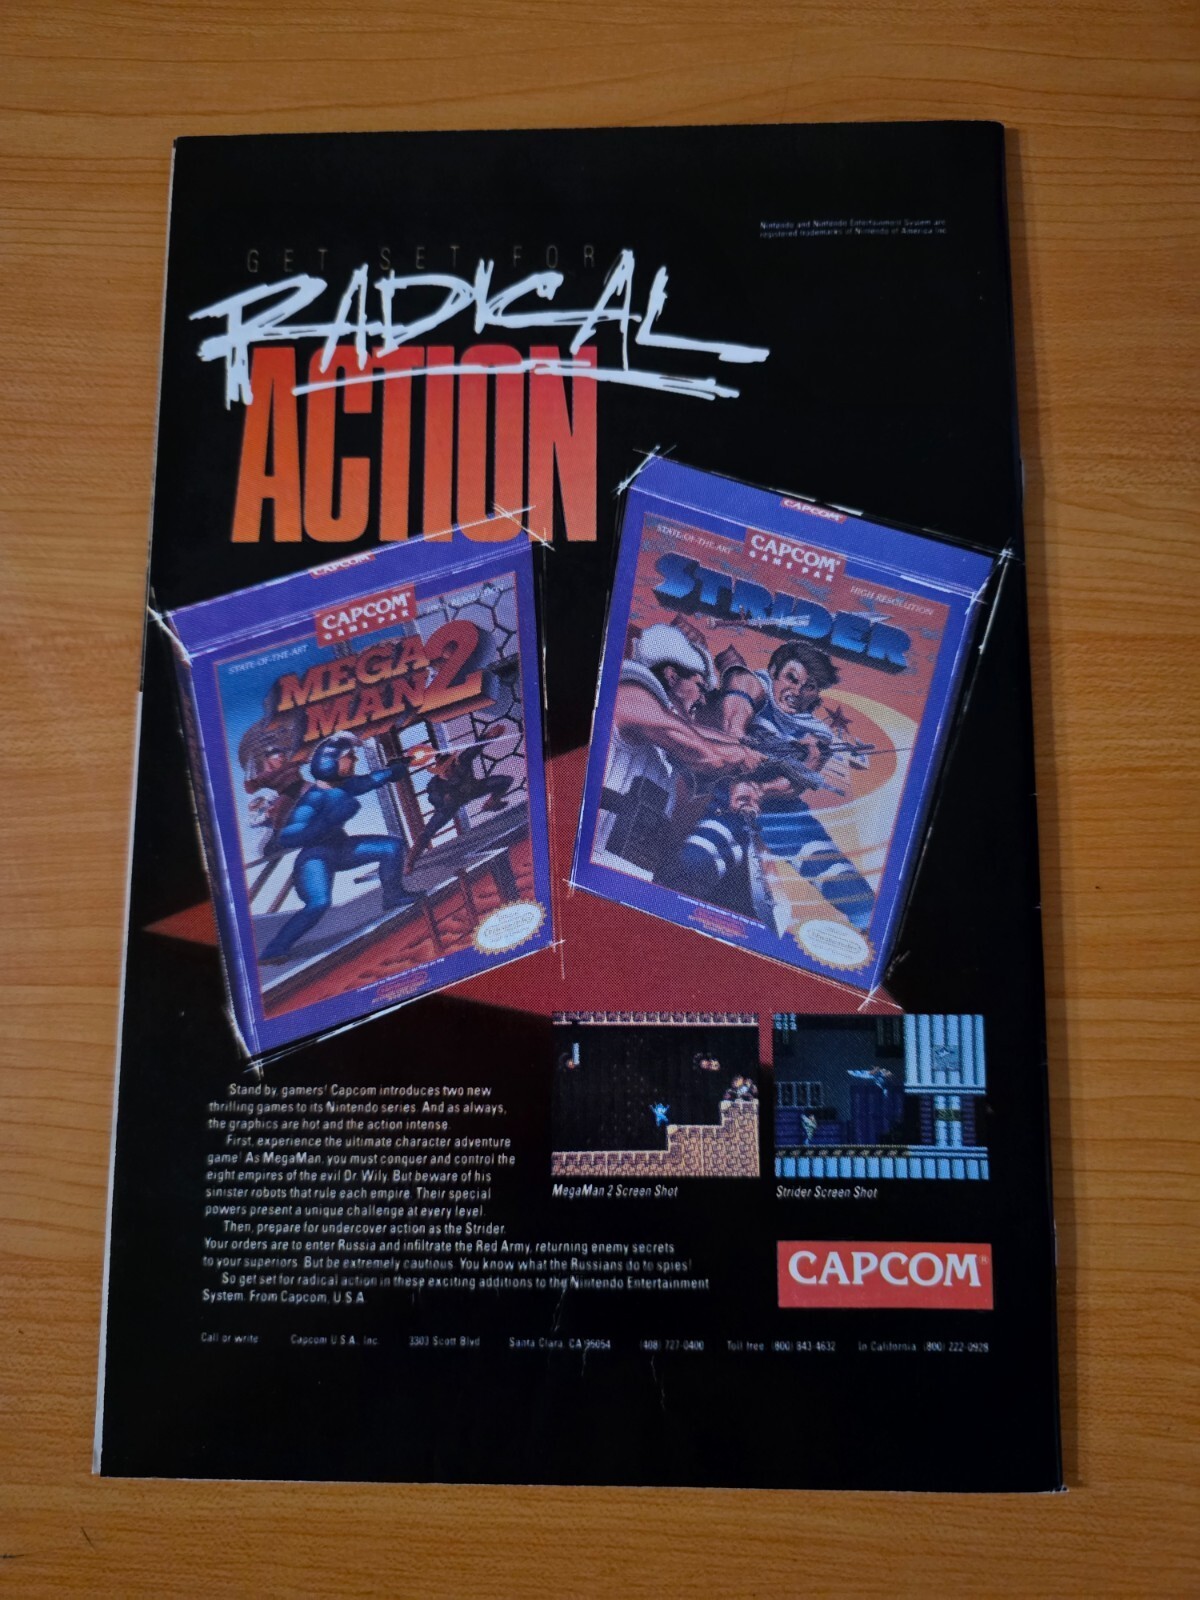 Nintendo and Nintendo Entertainment System are
registered trademarks of Nintendo of America Inc
GET SET FOR
RADICAL
ACTION
CAPCOM
CAPCOM®
GAME PAK
STATE-OF-THE-ART
MEGA
MAN 2
CAPCOM
STATE-OF-THE-ART
CAPCOM®
GAME PAK
HIGH RESOLUTION
STRIDER
MegaMan 2 Screen Shot
Strider Screen Shot
Stand by, gamers! Capcom introduces two new
thrilling games to its Nintendo series. And as always,
the graphics are hot and the action intense.
First, experience the ultimate character adventure
game! As MegaMan, you must conquer and control the
eight empires of the evil Dr. Wily. But beware of his
sinister robots that rule each empire. Their special
powers present a unique challenge at every level.
Then, prepare for undercover action as the Strider.
Your orders are to enter Russia and infiltrate the Red Army, returning enemy secrets
to your superiors. But be extremely cautious. You know what the Russians do to spies!
So get set for radical action in these exciting additions to the Nintendo Entertainment
System. From Capcom, U.S.A.
CAPCOM®
Call or write Capcom U.S.A., Inc. 3303 Scott Blvd Santa Clara, CA 95054 (408) 727-0400 Toll free (800) 843-4632 In California (800) 222-0928